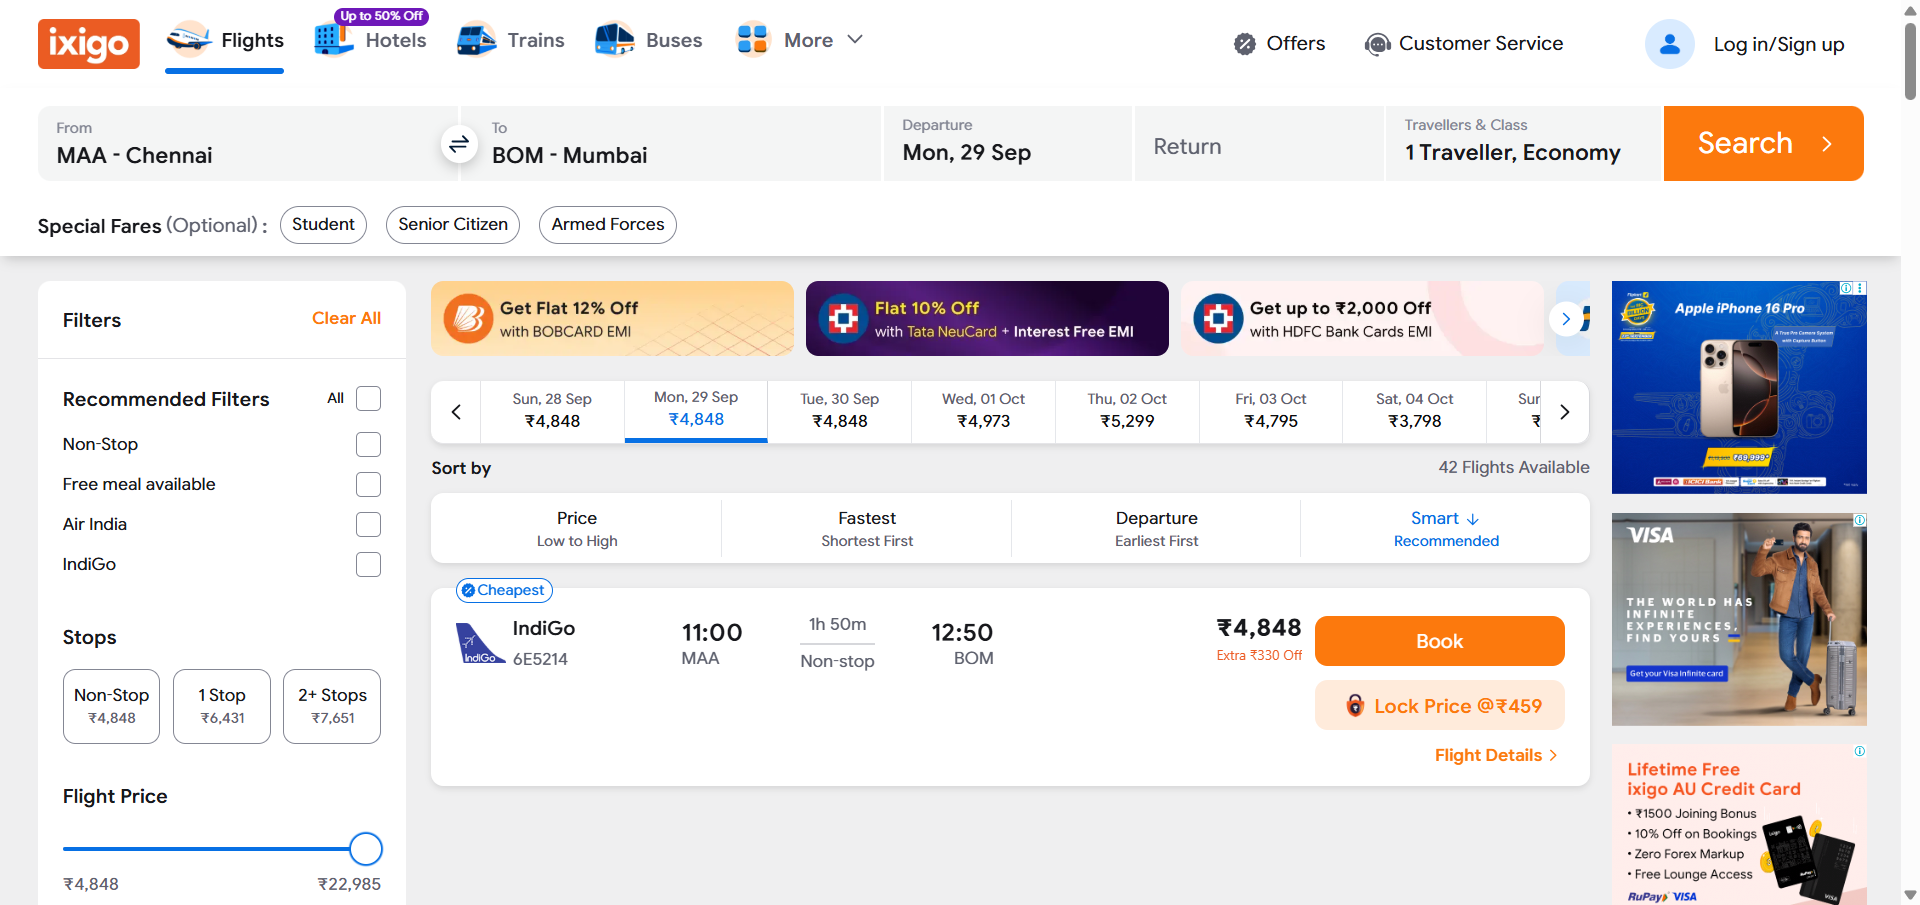 ixigo
Flights
Up to 50% Off
Hotels
Trains
Buses
More
Offers
Customer Service
Log in/Sign up
From
MAA - Chennai
To
BOM - Mumbai
Departure
Mon, 29 Sep
Return
Travellers & Class
1 Traveller, Economy
Search
Special Fares (Optional) :
Student
Senior Citizen
Armed Forces
Filters
Clear All
Recommended Filters
All
Non-Stop
Free meal available
Air India
IndiGo
Stops
Non-Stop
₹4,848
1 Stop
₹6,431
2+ Stops
₹7,651
Flight Price
₹4,848
₹22,985
Get Flat 12% Off
with BOBCARD EMI
Flat 10% Off
with Tata NeuCard + Interest Free EMI
Get up to ₹2,000 Off
with HDFC Bank Cards EMI
Sun, 28 Sep
₹4,848
Mon, 29 Sep
₹4,848
Tue, 30 Sep
₹4,848
Wed, 01 Oct
₹4,973
Thu, 02 Oct
₹5,299
Fri, 03 Oct
₹4,795
Sat, 04 Oct
₹3,798
Sun
₹
Sort by
42 Flights Available
Price
Low to High
Fastest
Shortest First
Departure
Earliest First
Smart
Recommended
Cheapest
IndiGo
IndiGo
6E5214
11:00
MAA
1h 50m
Non-stop
12:50
BOM
₹4,848
Extra ₹330 Off
Book
Lock Price @₹459
Flight Details
Apple iPhone 16 Pro
A True Pro Camera System
with Capture Button
₹69,999*
ICICI Bank
VISA
THE WORLD HAS
INFINITE
EXPERIENCES,
FIND YOURS
Get your Visa Infinite card
Lifetime Free
ixigo AU Credit Card
• ₹1500 Joining Bonus
• 10% Off on Bookings
• Zero Forex Markup
• Free Lounge Access
RuPay VISA